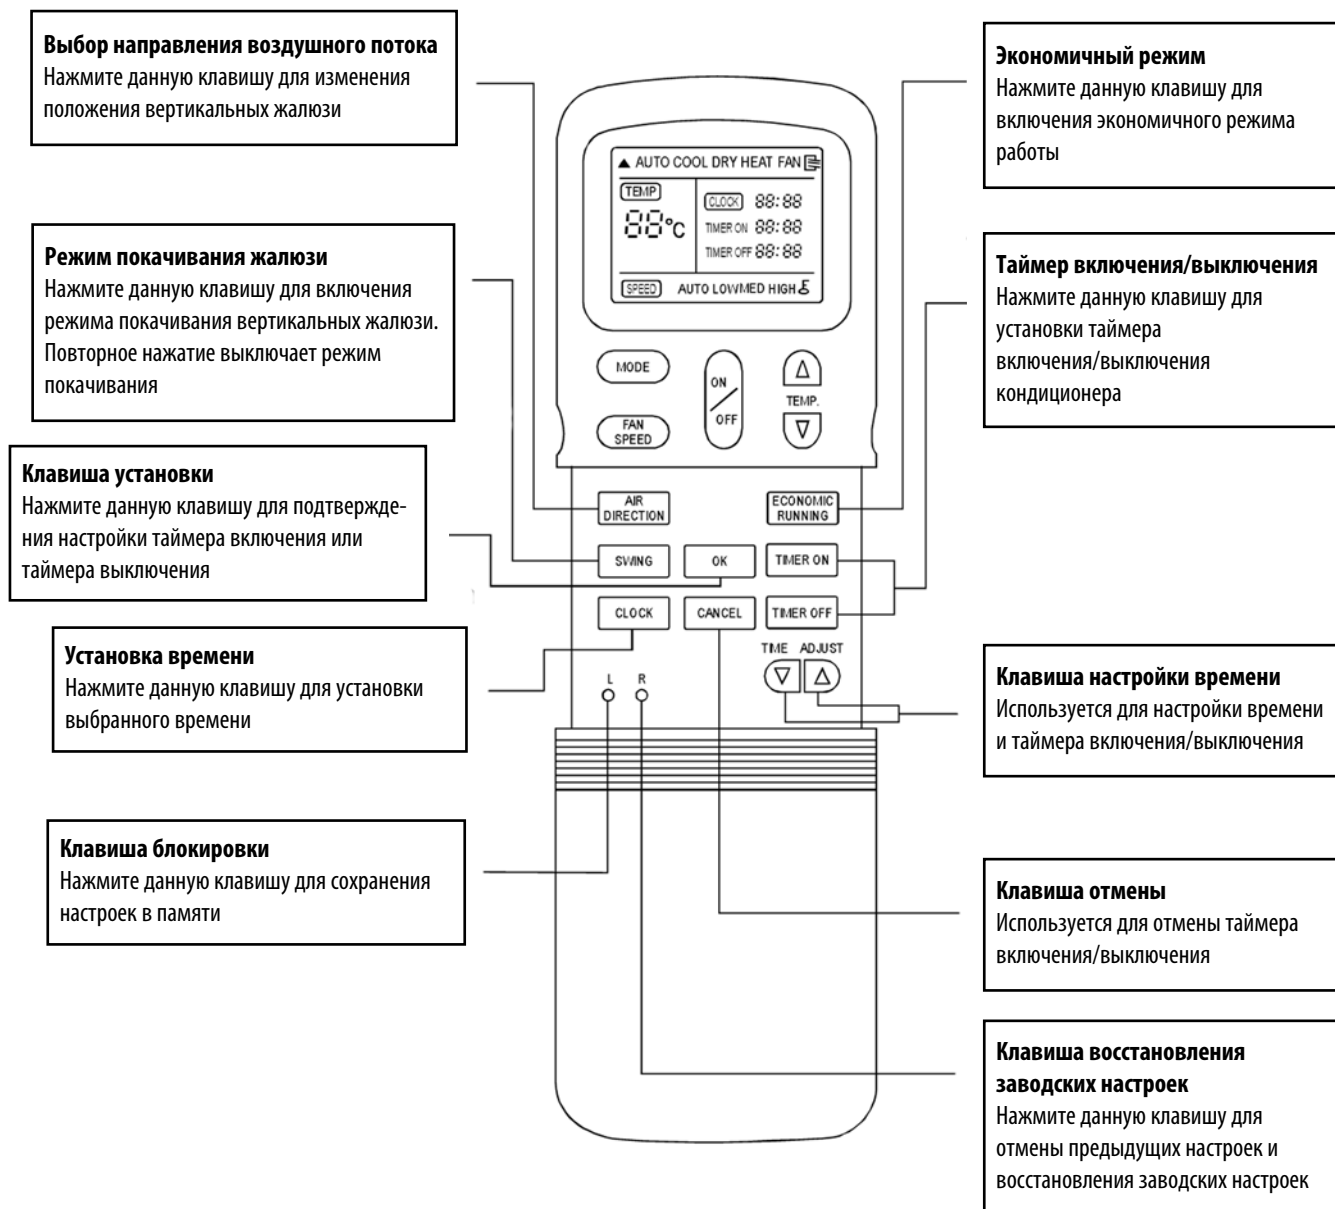 Выбор направления воздушного потока
Нажмите данную клавишу для изменения
положения вертикальных жалюзи
Режим покачивания жалюзи
Нажмите данную клавишу для включения
режима покачивания вертикальных жалюзи.
Повторное нажатие выключает режим
покачивания
Клавиша установки
Нажмите данную клавишу для подтвержде-
ния настройки таймера включения или
таймера выключения
Установка времени
Нажмите данную клавишу для установки
выбранного времени
Клавиша блокировки
Нажмите данную клавишу для сохранения
настроек в памяти
▲ AUTO COOL DRY HEAT FAN
TEMP
88°C
CLOCK 88:88
TIMER ON 88:88
TIMER OFF 88:88
SPEED AUTO LOW MED HIGH
MODE
ON
OFF
TEMP.
FAN
SPEED
AIR
DIRECTION
ECONOMIC
RUNNING
SWING
OK
TIMER ON
CLOCK
CANCEL
TIMER OFF
TIME ADJUST
L R
Экономичный режим
Нажмите данную клавишу для
включения экономичного режима
работы
Таймер включения/выключения
Нажмите данную клавишу для
установки таймера
включения/выключения
кондиционера
Клавиша настройки времени
Используется для настройки времени
и таймера включения/выключения
Клавиша отмены
Используется для отмены таймера
включения/выключения
Клавиша восстановления
заводских настроек
Нажмите данную клавишу для
отмены предыдущих настроек и
восстановления заводских настроек